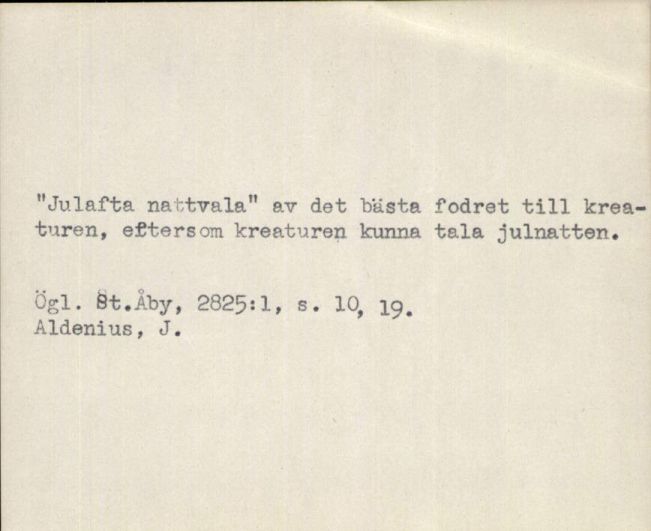 "Julafta nattvala" av det bästa fodret till krea-
turen, eftersom kreaturen kunna tala julnatten.
Ögl. St.Åby, 2825:1, s. 10, 19.
Aldenius, J.